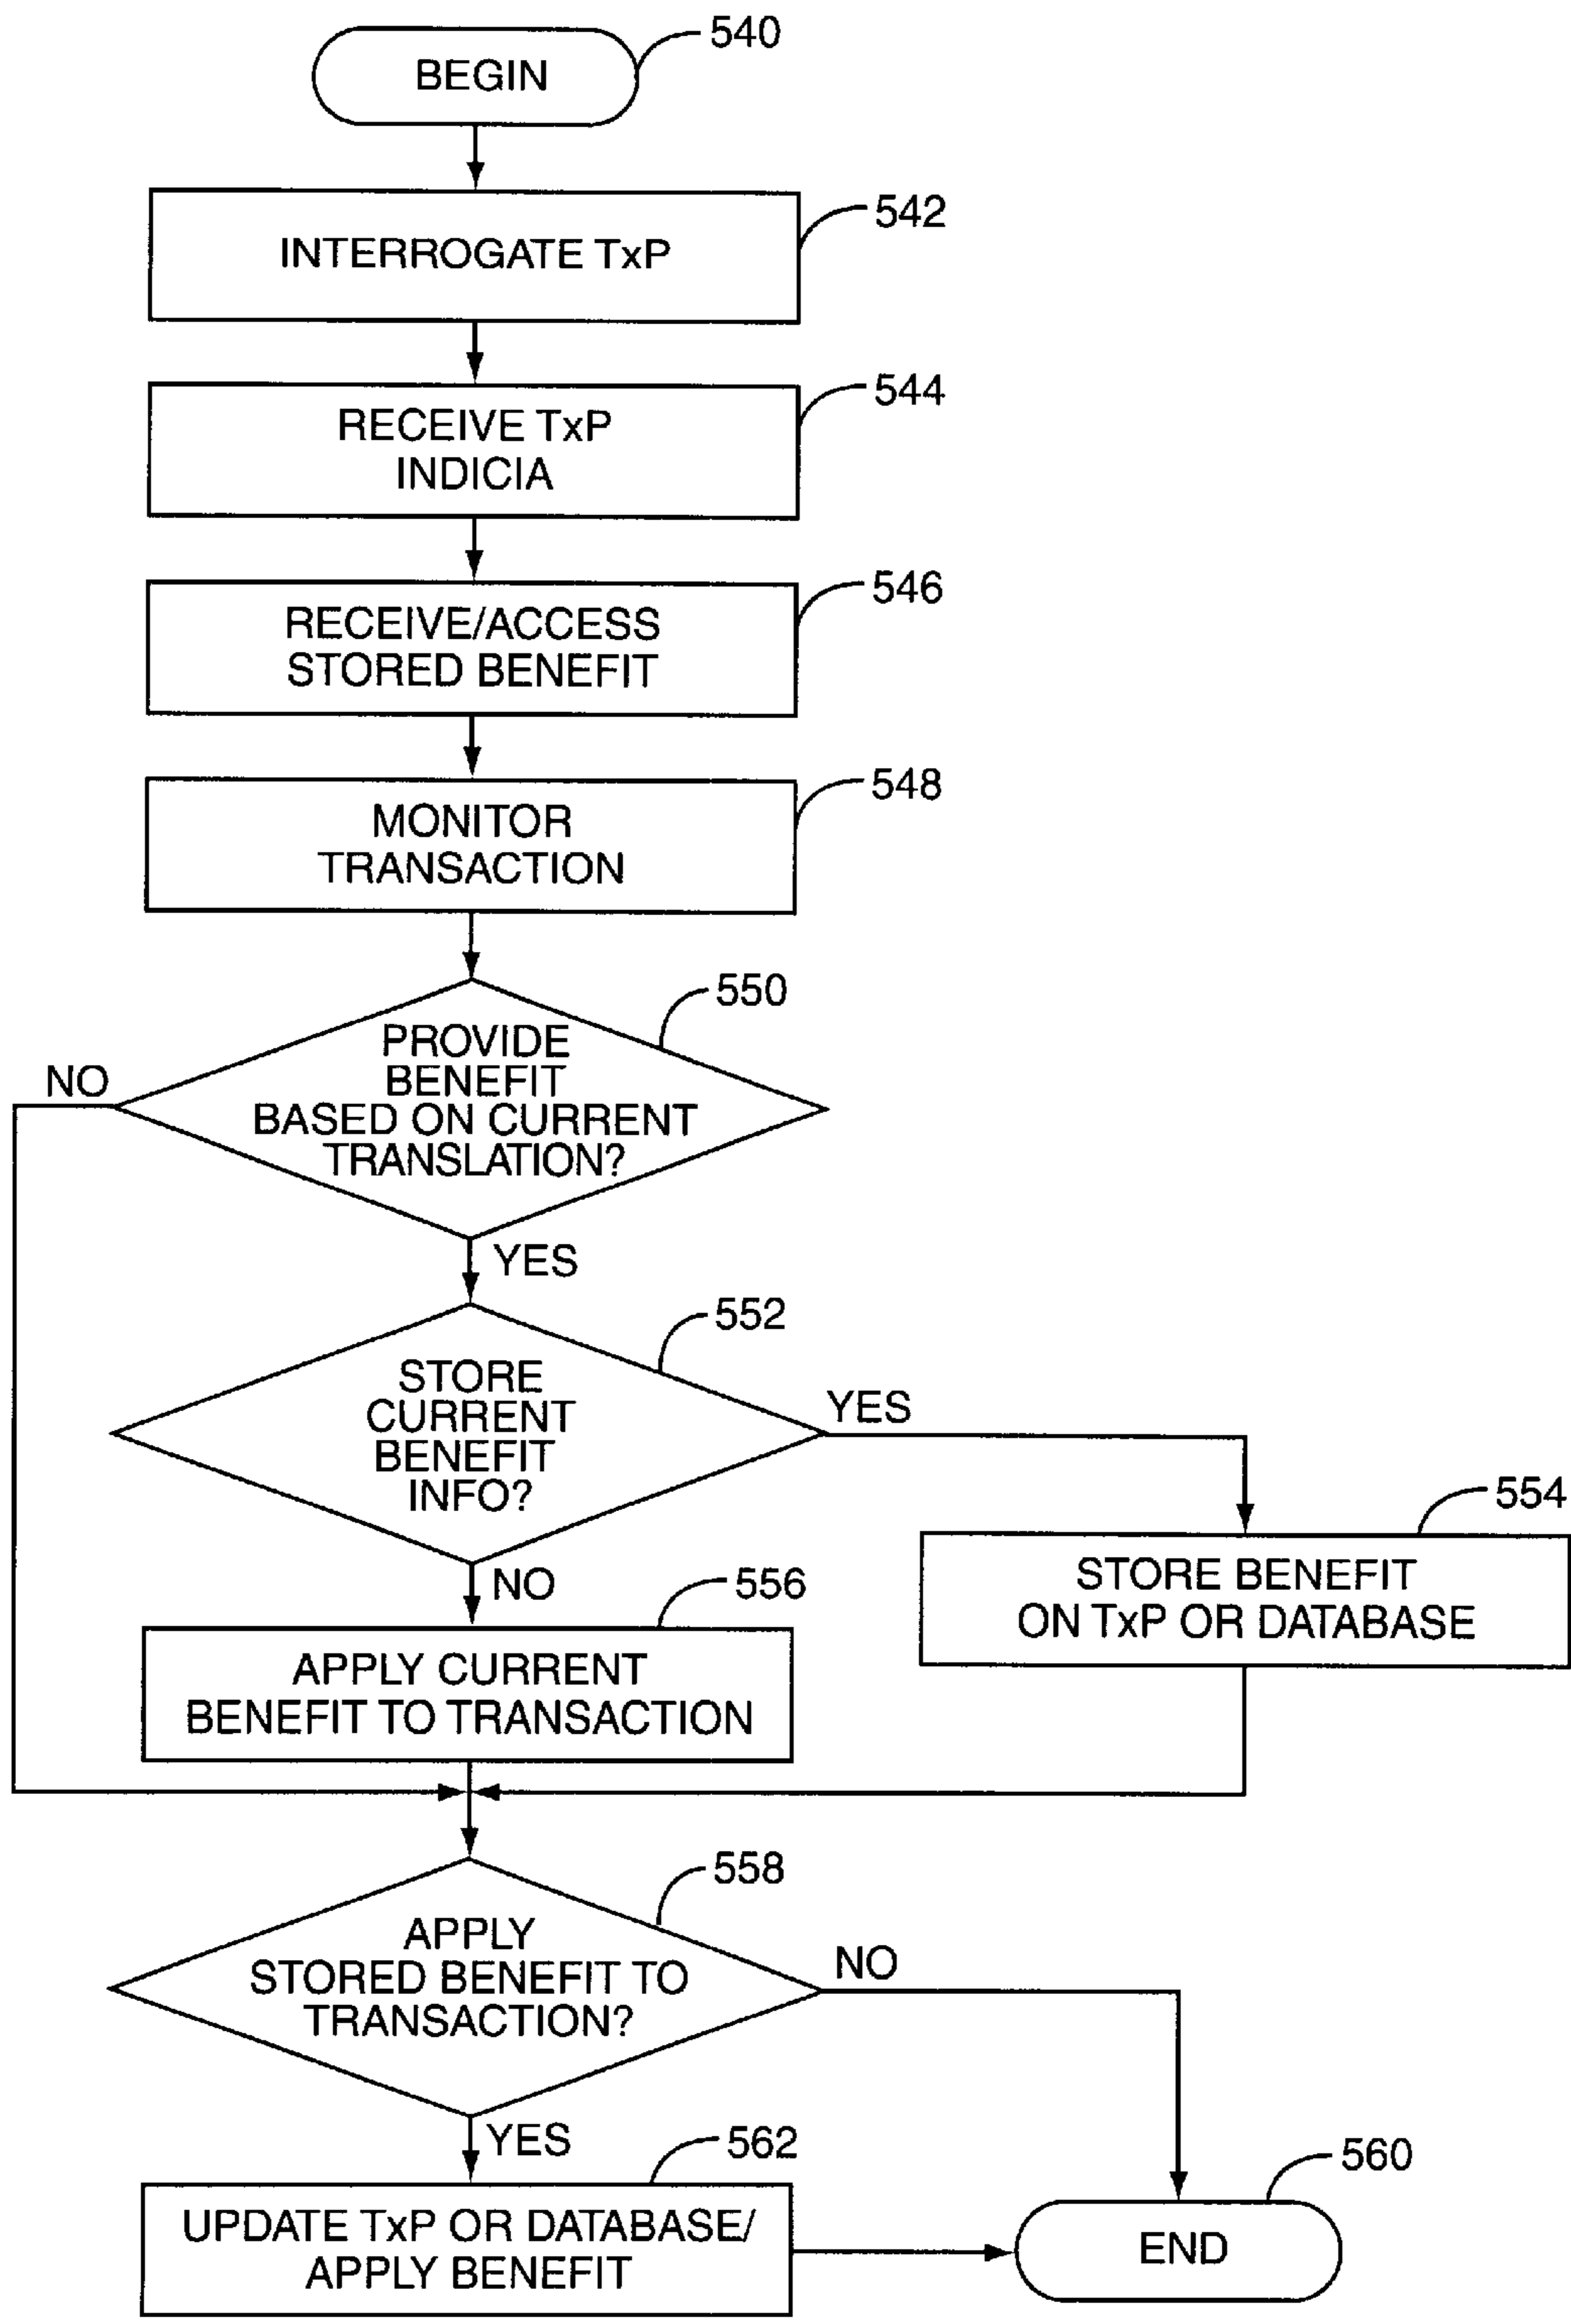 540
BEGIN
542
INTERROGATE TxP
544
RECEIVE TxP
INDICIA
546
RECEIVE/ACCESS
STORED BENEFIT
548
MONITOR
TRANSACTION
550
PROVIDE
BENEFIT
BASED ON CURRENT
TRANSLATION?
NO
YES
552
STORE
CURRENT
BENEFIT
INFO?
YES
554
STORE BENEFIT
ON TxP OR DATABASE
NO
556
APPLY CURRENT
BENEFIT TO TRANSACTION
558
APPLY
STORED BENEFIT TO
TRANSACTION?
NO
YES
562
UPDATE TxP OR DATABASE/
APPLY BENEFIT
560
END